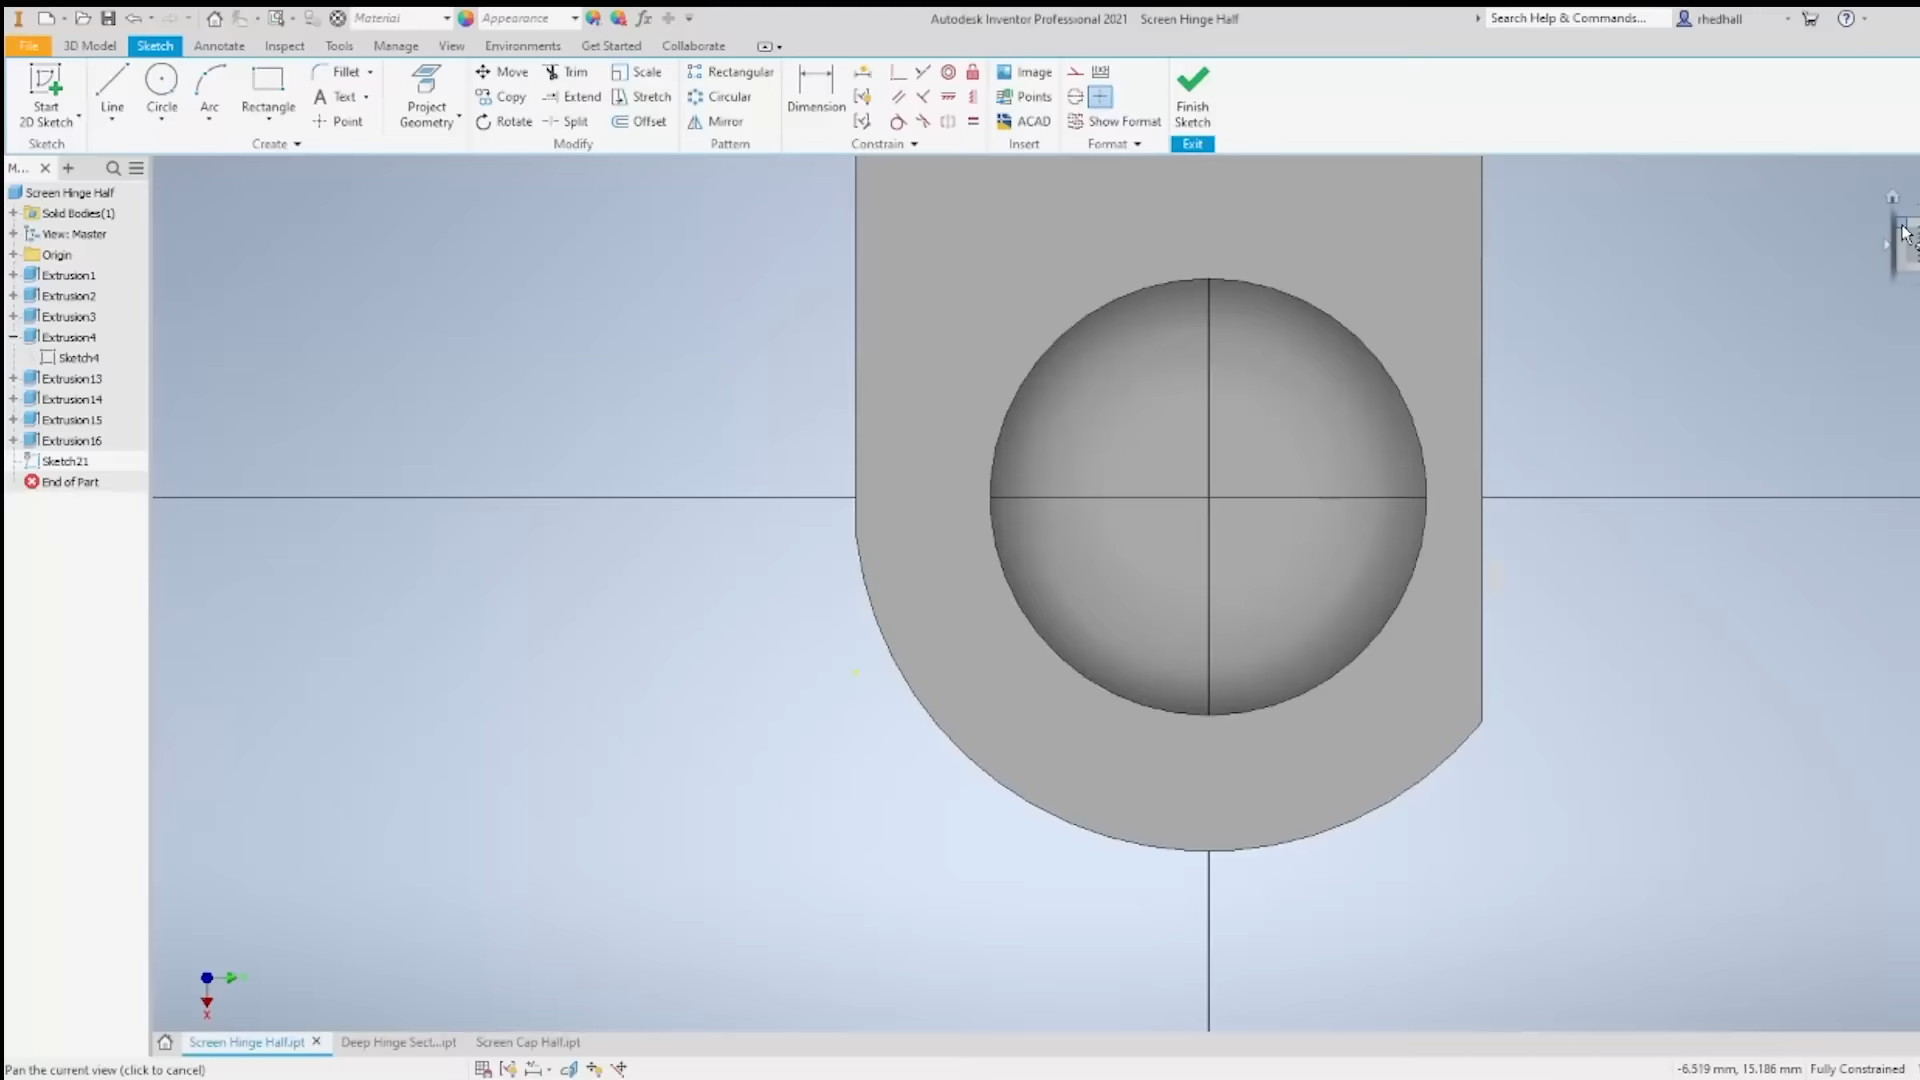 Material Appearance fx Autodesk Inventor Professional 2021 Screen Hinge Half Search Help & Commands... rhedhall
File 3D Model Sketch Annotate Inspect Tools Manage View Environments Get Started Collaborate
Fillet Move Trim Scale Rectangular Image
Text Copy Extend Stretch Circular Points
Start 2D Sketch Line Circle Arc Rectangle Point Project Geometry Rotate Split Offset Mirror Dimension ACAD Show Format Finish Sketch
Sketch Create Modify Pattern Constrain Insert Format Exit
M...
Screen Hinge Half
Solid Bodies(1)
View: Master
Origin
Extrusion1
Extrusion2
Extrusion3
Extrusion4
Sketch4
Extrusion13
Extrusion14
Extrusion15
Extrusion16
Sketch21
End of Part
X
Screen Hinge Half.ipt Deep Hinge Sect...ipt Screen Cap Half.ipt
Pan the current view (click to cancel) -6.519 mm, 15.186 mm Fully Constrained